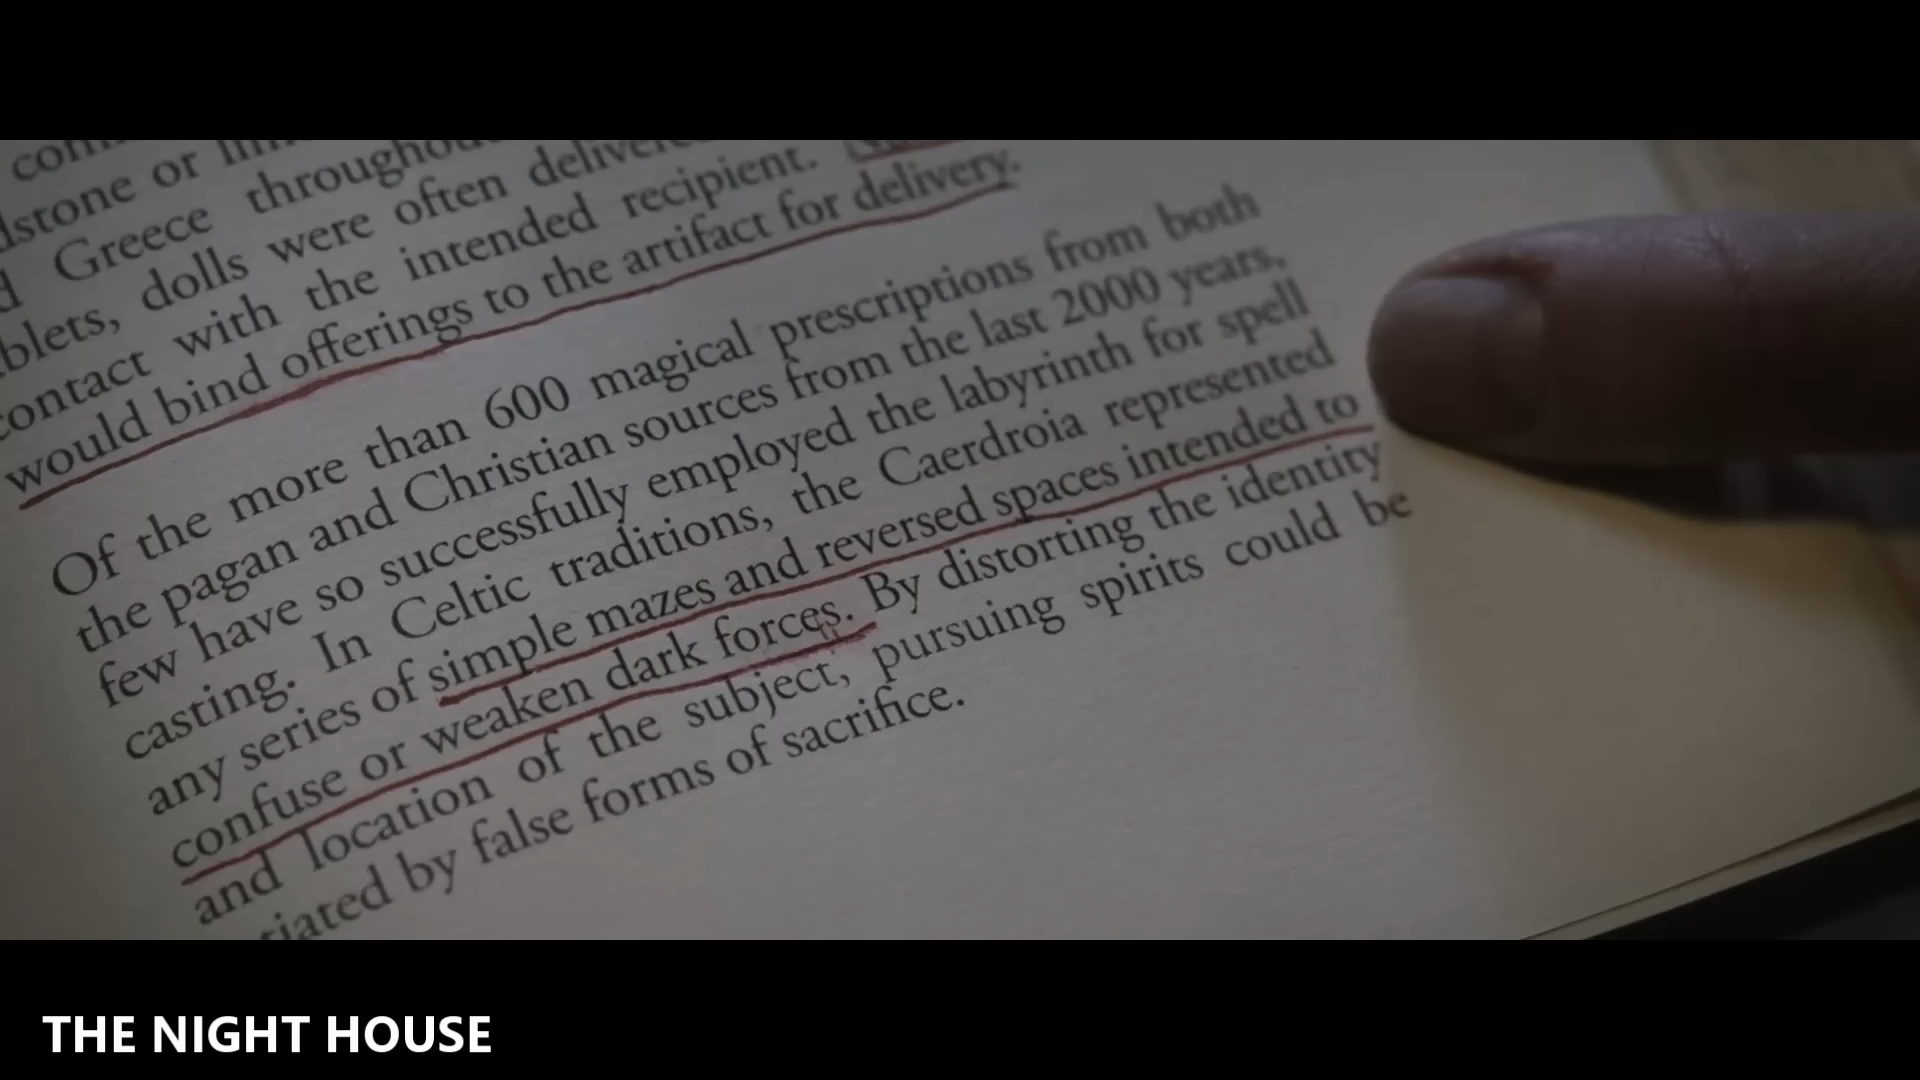 Greece throughout
blets, dolls were often delivere
contact with the intended recipient.
would bind offerings to the artifact for delivery.
Of the more than 600 magical prescriptions from both
the pagan and Christian sources from the last 2000 years,
few have so successfully employed the labyrinth for spell
casting. In Celtic traditions, the Caerdroia represented
any series of simple mazes and reversed spaces intended to
confuse or weaken dark forces. By distorting the identity
and location of the subject, pursuing spirits could be
tiated by false forms of sacrifice.
THE NIGHT HOUSE